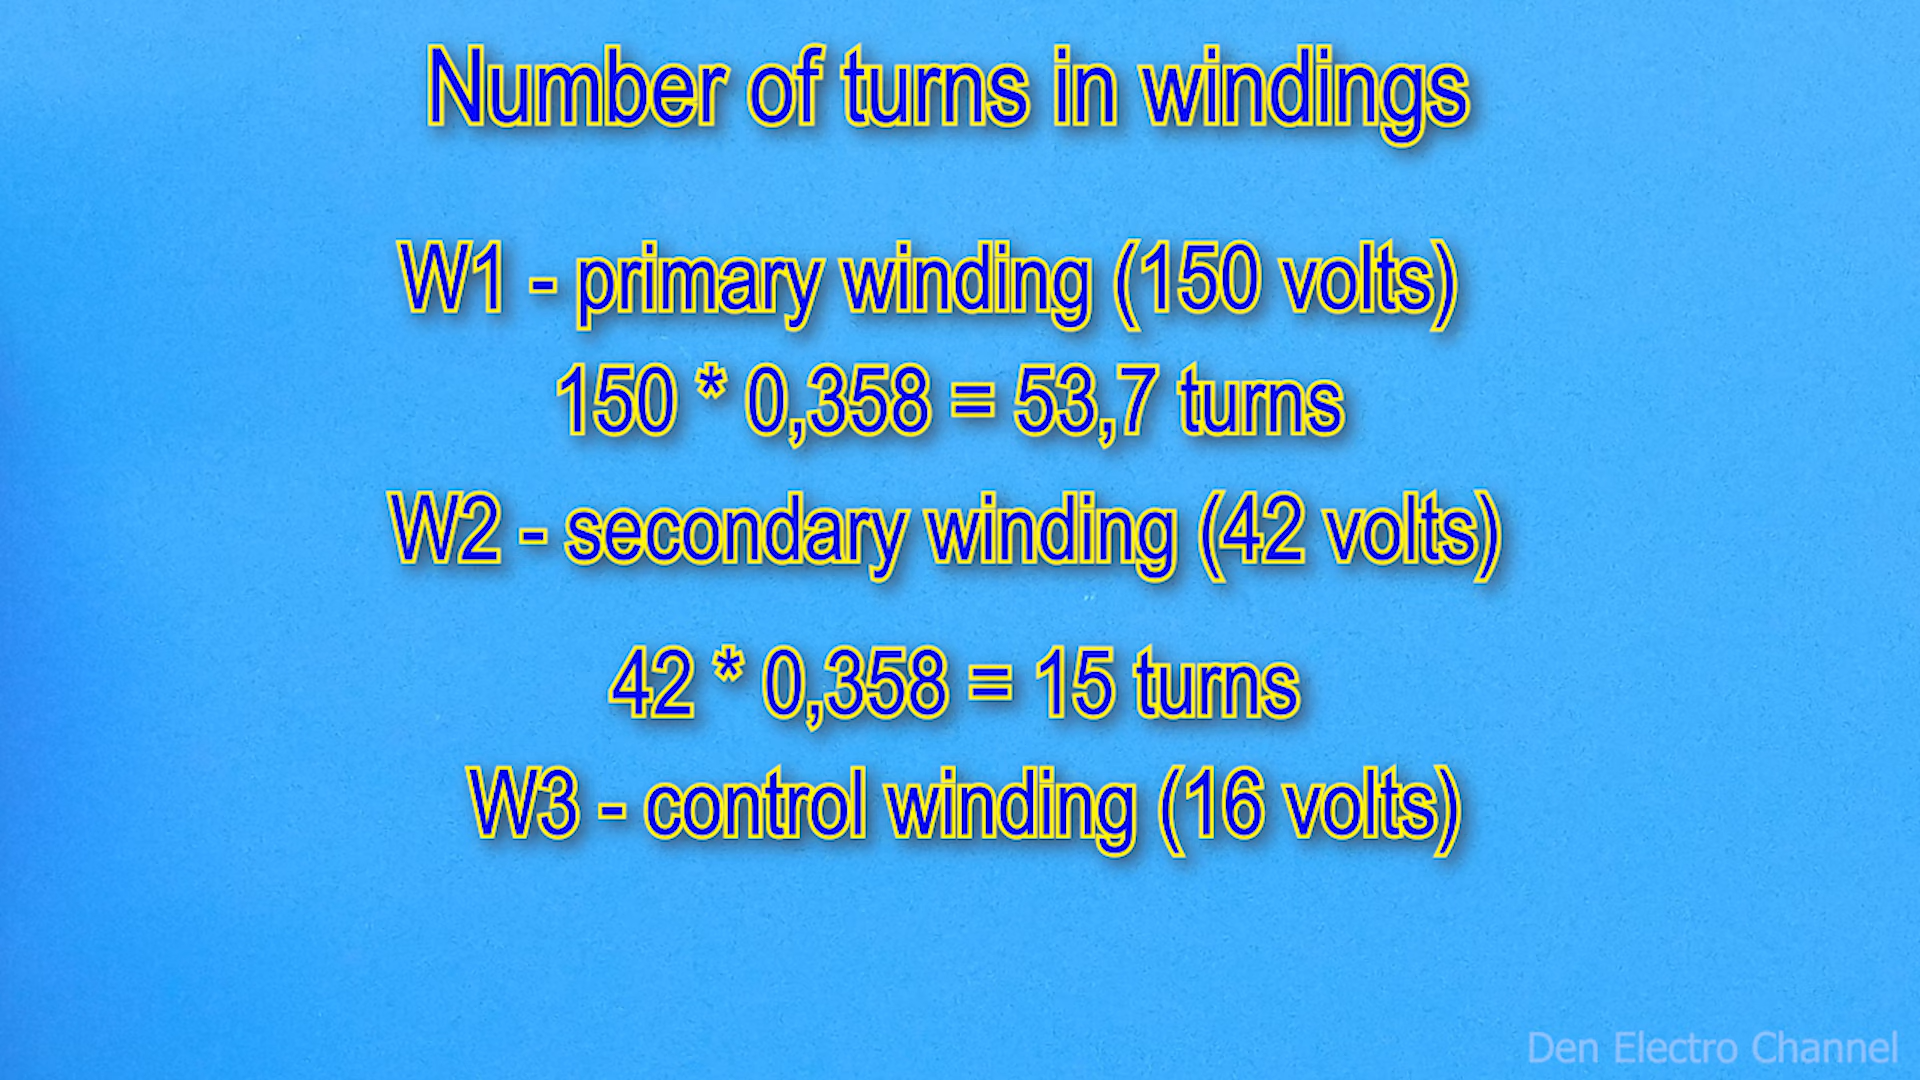 Number of turns in windings
W1 - primary winding (150 volts)
150 * 0,358 = 53,7 turns
W2 - secondary winding (42 volts)
42 * 0,358 = 15 turns
W3 - control winding (16 volts)
Den Electro Channel